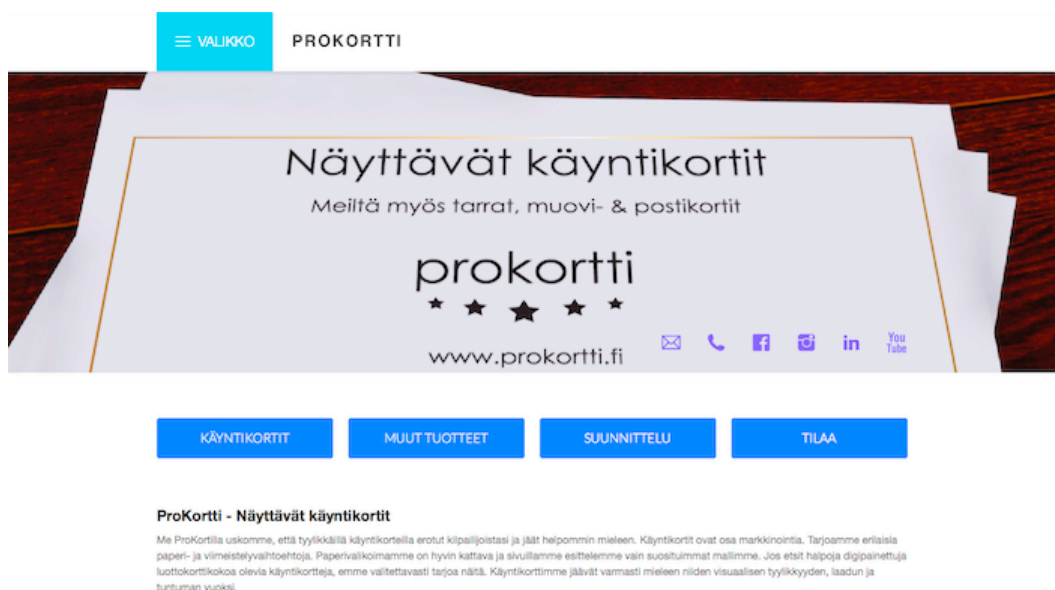 VALIKKO PROKORTTI
Näyttävät käyntikortit
Meiltä myös tarrat, muovi- & postikortit
prokortti
www.prokortti.fi
in You Tube
KÄYNTIKORTIT MUUT TUOTTEET SUUNNITTELU TILAA
ProKortti - Näyttävät käyntikortit
Me ProKortilla uskomme, että tyylikkäillä käyntikorteilla erotut kilpailijoistasi ja jäät helpommin mieleen. Käyntikortit ovat osa markkinointia. Tarjoamme erilaisia
paperi- ja viimeistelyvaihtoehtoja. Paperivalikoimamme on hyvin kattava ja sivuillamme esittelemme vain suosituimmat mallimme. Jos etsit halpoja digipainettuja
luottokorttikokoa olevia käyntikortteja, emme valitettavasti tarjoa näitä. Käyntikorttimme jäävät varmasti mieleen niiden visuaalisen tyylikkyyden, laadun ja
tuntuman vuoksi.